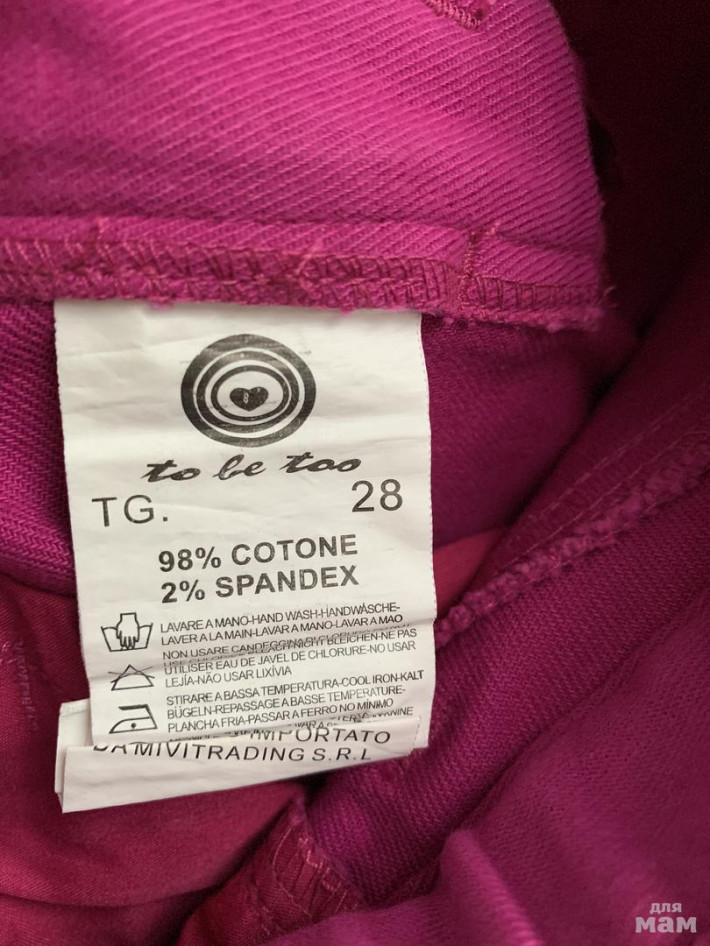 to be too
TG. 28
98% COTONE
2% SPANDEX
LAVARE A MANO-HAND WASH-HANDWÄSCHE-
LAVER A LA MAIN-LAVAR A MANO-LAVAR A MAO
NON USARE
UTILISER EAU DE JAVEL DE CHLORURE-NO USAR
LEJÍA-NÃO USAR LIXÍVIA
STIRARE A BASSA TEMPERATURA-COOL IRON-KALT
BÜGELN-REPASSAGE A BASSE TEMPERATURE-
PLANCHA FRIA-PASSAR A FERRO NO MÍNIMO
IMPORTATO
DA MIVITRADING S.R.L
для
мам